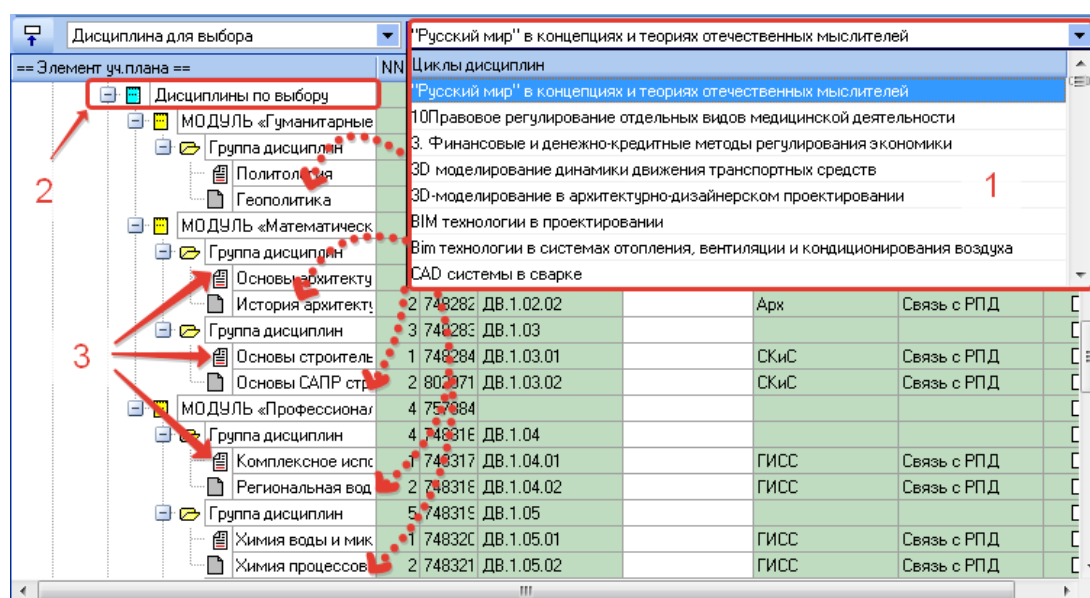 Дисциплина для выбора "Русский мир" в концепциях и теориях отечественных мыслителей
== Элемент уч.плана == NN Циклы дисциплин
Дисциплины по выбору "Русский мир" в концепциях и теориях отечественных мыслителей
МОДУЛЬ «Гуманитарные 10Правовое регулирование отдельных видов медицинской деятельности
Группа дисциплин 3. Финансовые и денежно-кредитные методы регулирования экономики
Политология 3D моделирование динамики движения транспортных средств
1
2
Геополитика 3D-моделирование в архитектурно-дизайнерском проектировании
МОДУЛЬ «Математическ BIM технологии в проектировании
Группа дисциплин Bim технологии в системах отопления, вентиляции и кондиционирования воздуха
Основы архитекту CAD системы в сварке
История архитекту 2 748282 ДВ.1.02.02 Арх Связь с РПД
Группа дисциплин 3 748283 ДВ.1.03
3
Основы строитель 1 748284 ДВ.1.03.01 СКиС Связь с РПД
Основы САПР стр 2 802971 ДВ.1.03.02 СКиС Связь с РПД
МОДУЛЬ «Профессионал 4 757884
Группа дисциплин 4 748316 ДВ.1.04
Комплексное испо 1 748317 ДВ.1.04.01 ГИСС Связь с РПД
Региональная вод 2 748318 ДВ.1.04.02 ГИСС Связь с РПД
Группа дисциплин 5 748319 ДВ.1.05
Химия воды и мик 1 748320 ДВ.1.05.01 ГИСС Связь с РПД
Химия процессов 2 748321 ДВ.1.05.02 ГИСС Связь с РПД